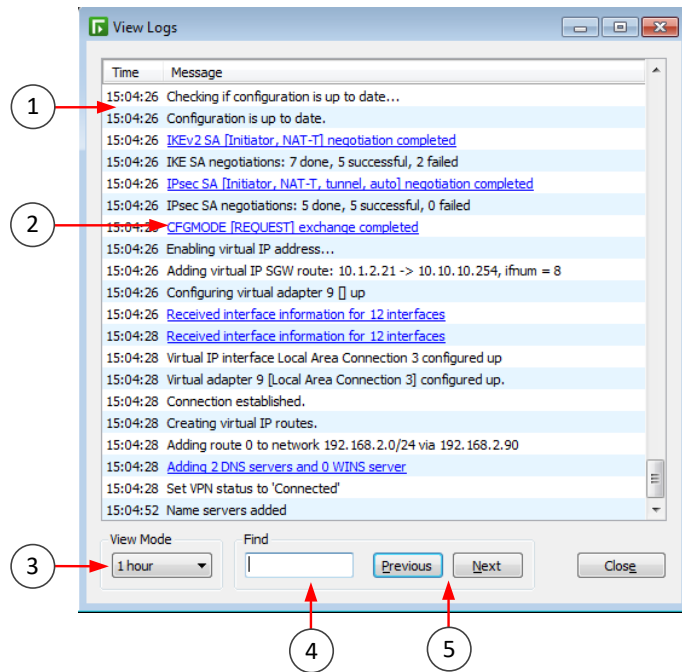 View Logs
Time Message
15:04:26 Checking if configuration is up to date...
15:04:26 Configuration is up to date.
15:04:26 IKEv2 SA [Initiator, NAT-T] negotiation completed
15:04:26 IKE SA negotiations: 7 done, 5 successful, 2 failed
15:04:26 IPsec SA [Initiator, NAT-T, tunnel, auto] negotiation completed
15:04:26 IPsec SA negotiations: 5 done, 5 successful, 0 failed
CFGMODE [REQUEST] exchange completed
15:04:26 Enabling virtual IP address...
15:04:26 Adding virtual IP SGW route: 10.1.2.21 -> 10.10.10.254, ifnum = 8
15:04:26 Configuring virtual adapter 9 [] up
15:04:26 Received interface information for 12 interfaces
15:04:28 Received interface information for 12 interfaces
15:04:28 Virtual IP interface Local Area Connection 3 configured up
15:04:28 Virtual adapter 9 [Local Area Connection 3] configured up.
15:04:28 Connection established.
15:04:28 Creating virtual IP routes.
15:04:28 Adding route 0 to network 192.168.2.0/24 via 192.168.2.90
15:04:28 Adding 2 DNS servers and 0 WINS server
15:04:28 Set VPN status to 'Connected'
15:04:52 Name servers added
View Mode Find
1 hour Previous Next Close
1
2
3
4
5